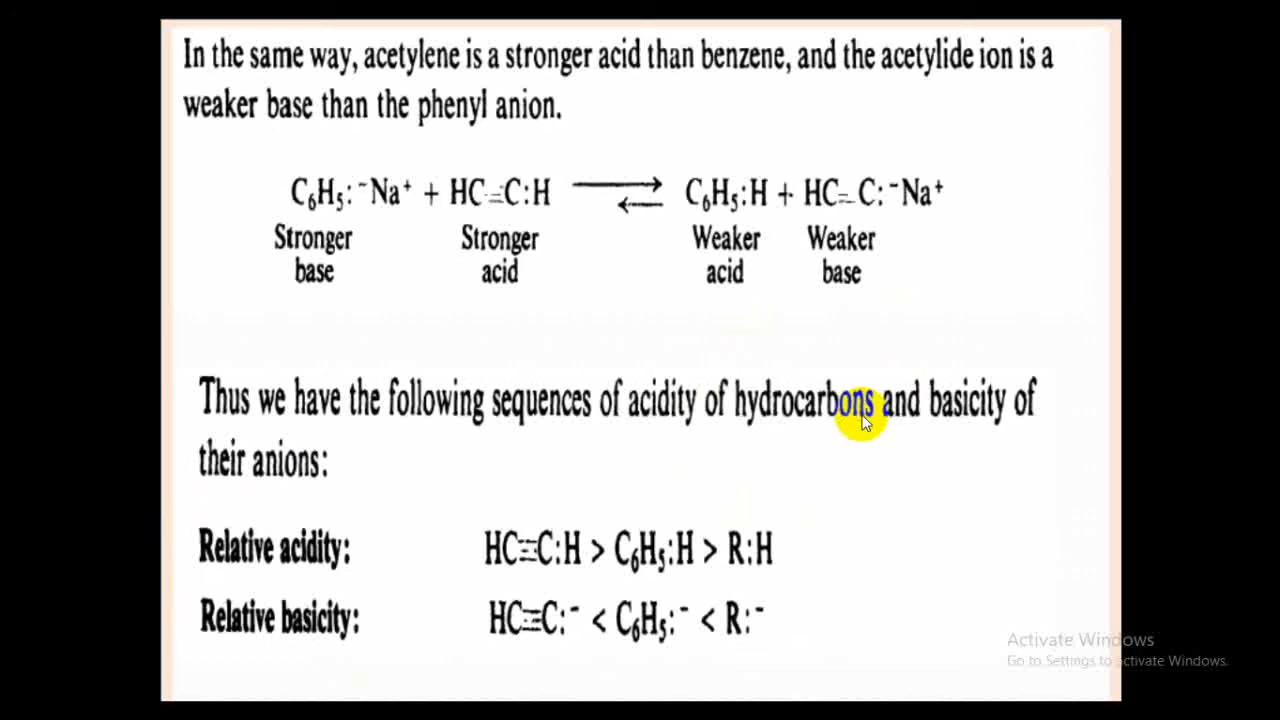 In the same way, acetylene is a stronger acid than benzene, and the acetylide ion is a
weaker base than the phenyl anion.
C₆H₅:⁻Na⁺ + HC≡C:H ⇄ C₆H₅:H + HC≡C:⁻Na⁺
Stronger Stronger Weaker Weaker
base acid acid base
Thus we have the following sequences of acidity of hydrocarbons and basicity of
their anions:
Relative acidity: HC≡C:H > C₆H₅:H > R:H
Relative basicity: HC≡C:⁻ < C₆H₅:⁻ < R:⁻
Activate Windows
Go to Settings to activate Windows.